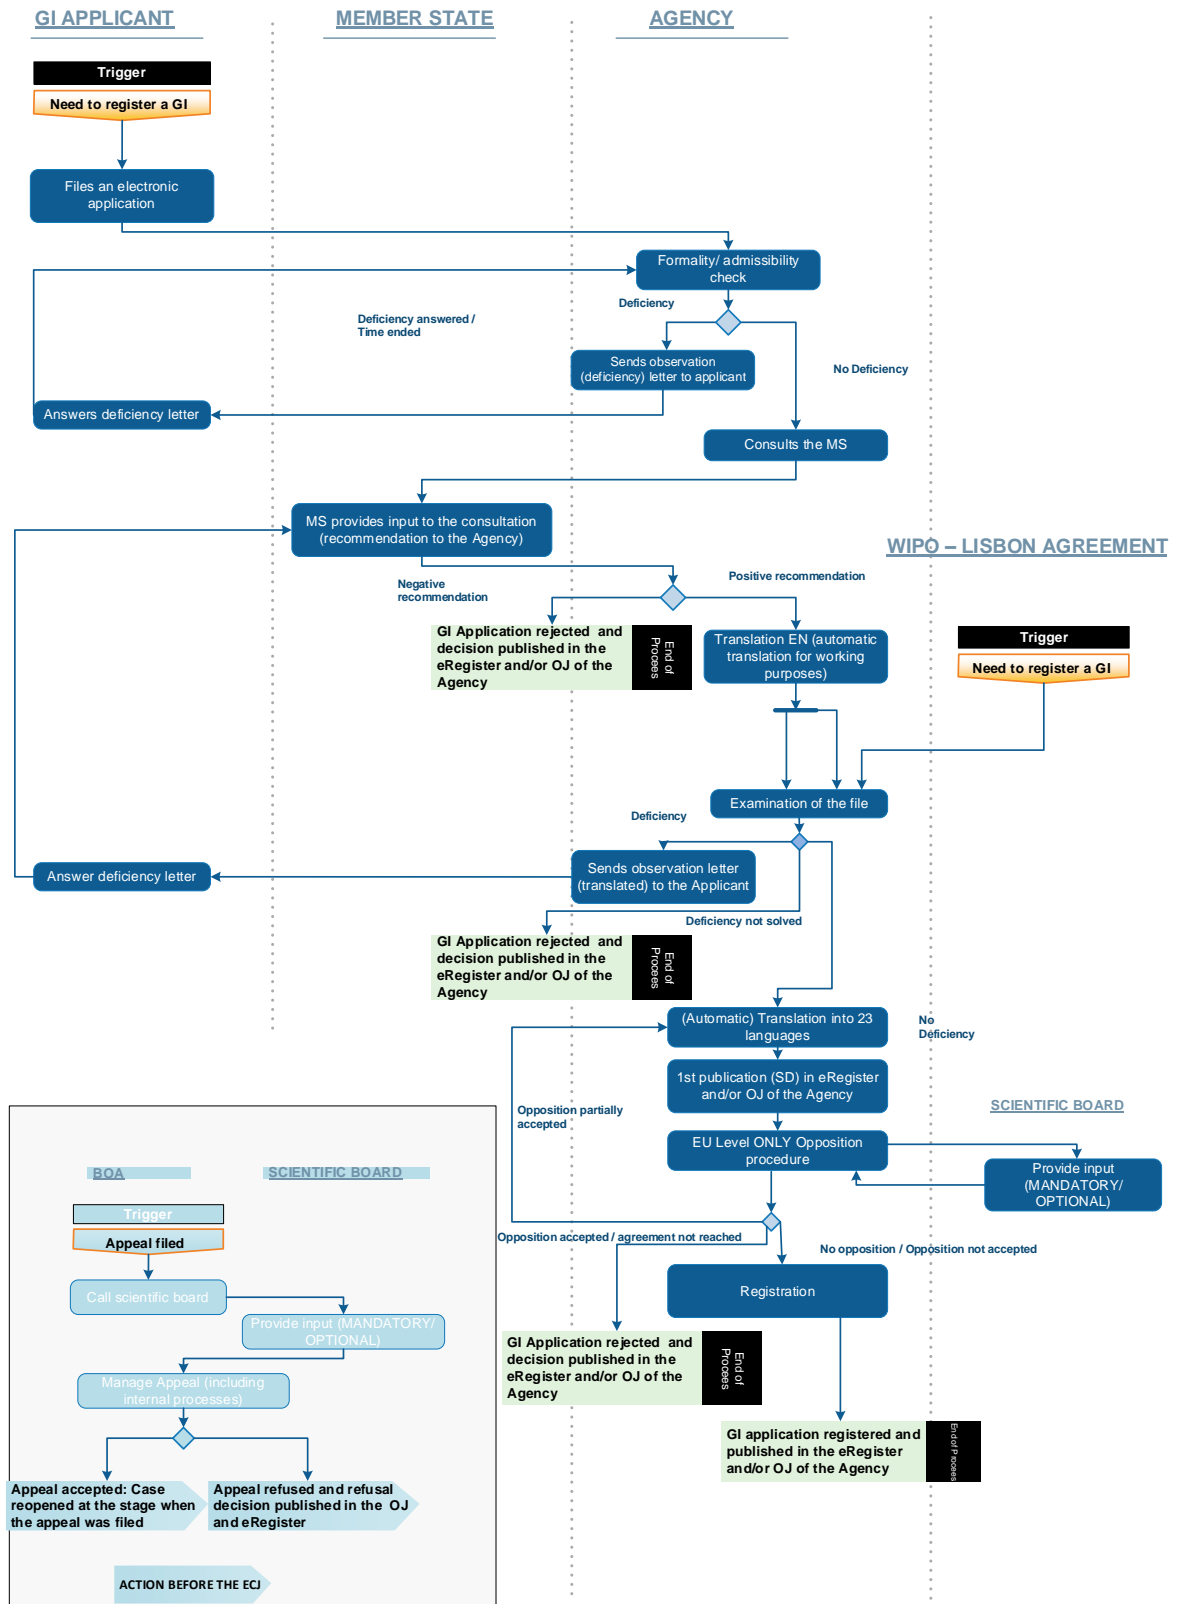 GI APPLICANT
MEMBER STATE
AGENCY
Trigger
Need to register a GI
Files an electronic
application
Formality/ admissibility
check
Deficiency
Deficiency answered /
Time ended
Sends observation
(deficiency) letter to applicant
No Deficiency
Answers deficiency letter
Consults the MS
MS provides input to the consultation
(recommendation to the Agency)
WIPO – LISBON AGREEMENT
Negative
recommendation
Positive recommendation
GI Application rejected and
decision published in the
eRegister and/or OJ of the
Agency
End of
Procees
Translation EN (automatic
translation for working
purposes)
Trigger
Need to register a GI
Examination of the file
Deficiency
Answer deficiency letter
Sends observation letter
(translated) to the Applicant
Deficiency not solved
GI Application rejected and
decision published in the
eRegister and/or OJ of the
Agency
End of
Procees
(Automatic) Translation into 23
languages
No
Deficiency
1st publication (SD) in eRegister
and/or OJ of the Agency
Opposition partially
accepted
SCIENTIFIC BOARD
EU Level ONLY Opposition
procedure
Provide input
(MANDATORY/
OPTIONAL)
Opposition accepted / agreement not reached
No opposition / Opposition not accepted
Registration
GI Application rejected and
decision published in the
eRegister and/or OJ of the
Agency
End of
Procees
GI application registered and
published in the eRegister
and/or OJ of the Agency
End of Procees
BOA
SCIENTIFIC BOARD
Trigger
Appeal filed
Call scientific board
Provide input (MANDATORY/
OPTIONAL)
Manage Appeal (including
internal processes)
Appeal accepted: Case
reopened at the stage when
the appeal was filed
Appeal refused and refusal
decision published in the OJ
and eRegister
ACTION BEFORE THE ECJ